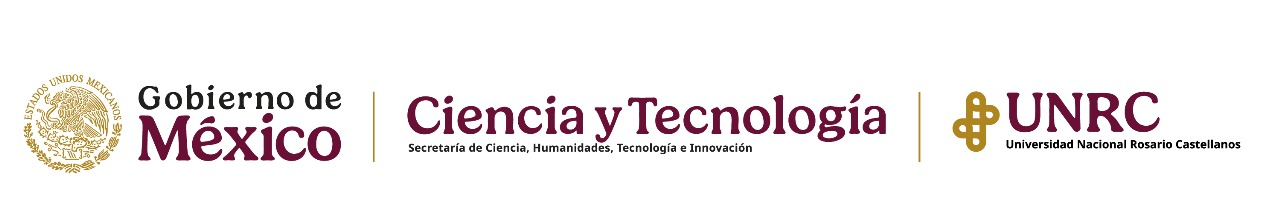 ESTADOS UNIDOS MEXICANOS
Gobierno de
México
Ciencia y Tecnología
Secretaría de Ciencia, Humanidades, Tecnología e Innovación
UNRC
Universidad Nacional Rosario Castellanos